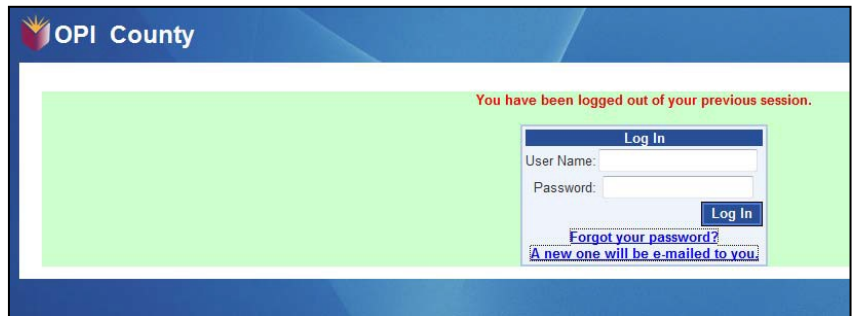 OPI County
You have been logged out of your previous session.
Log In
User Name:
Password:
Log In
Forgot your password?
A new one will be e-mailed to you.